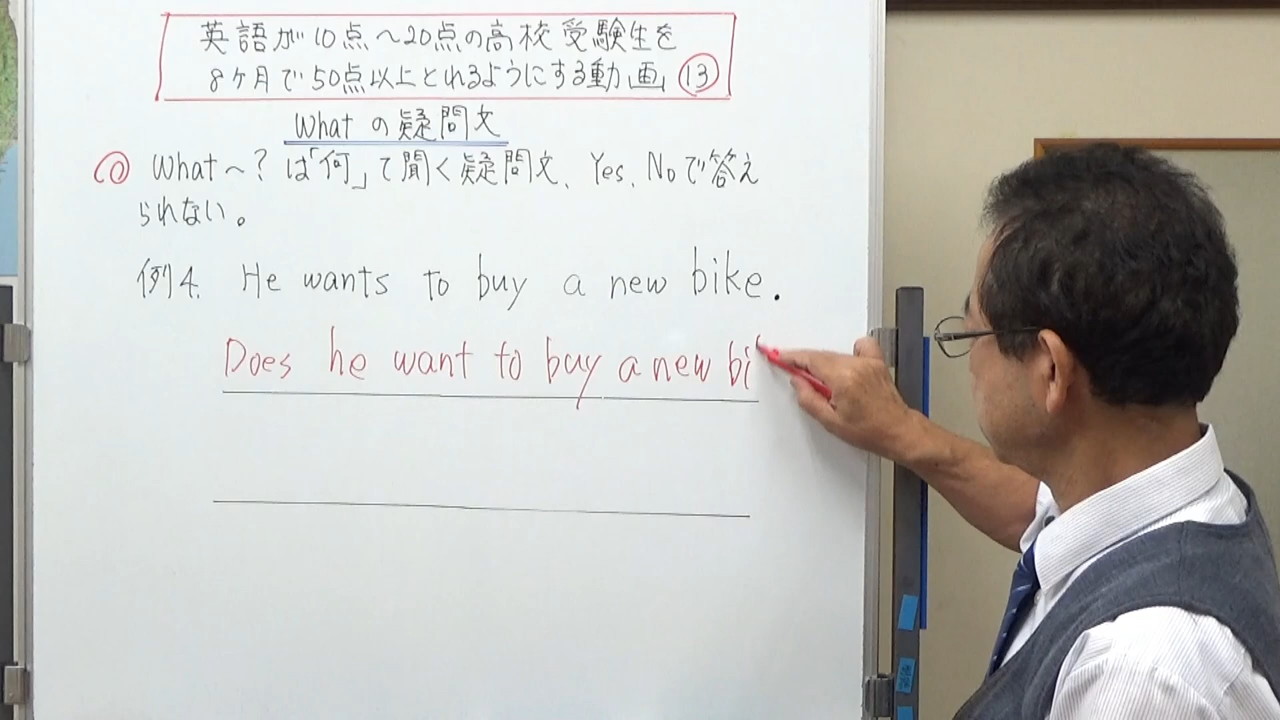 英語が10点～20点の高校受験生を
8ヶ月で50点以上とれるようにする動画 13
Whatの疑問文
◎ What～?は「何」て聞く疑問文、Yes, Noで答え
られない。
例4. He wants to buy a new bike.
Does he want to buy a new bi